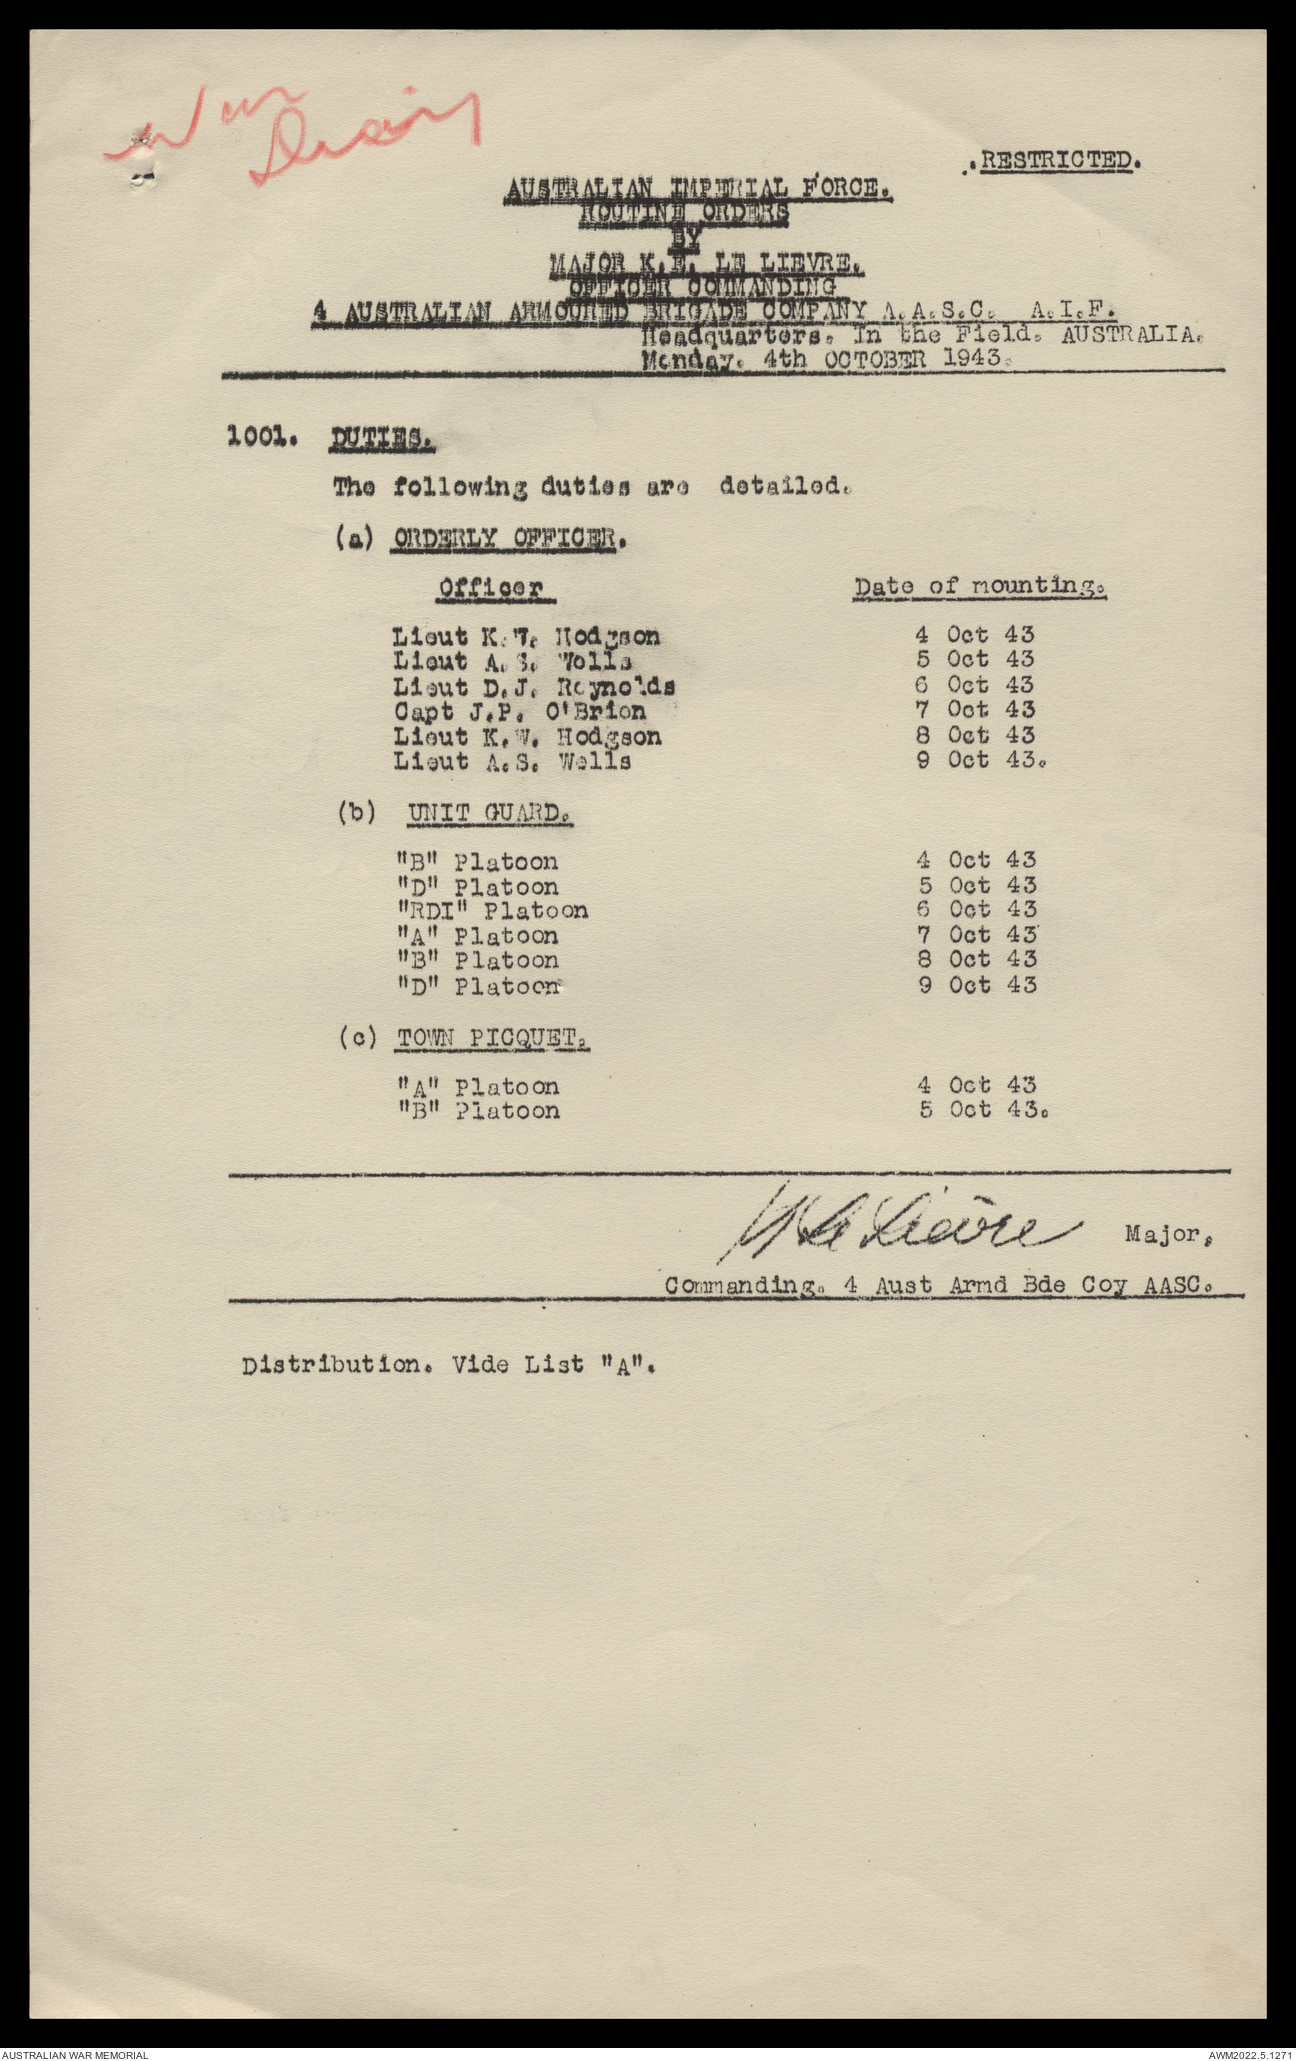 War
Diary
.RESTRICTED.
AUSTRALIAN IMPERIAL FORCE.
ROUTINE ORDERS
BY
MAJOR K.E. LE LIEVRE.
OFFICER COMMANDING
4 AUSTRALIAN ARMOURED BRIGADE COMPANY A.A.S.C. A.I.F.
Headquarters. In the Field. AUSTRALIA.
Monday. 4th OCTOBER 1943.
1001. DUTIES.
The following duties are detailed.
(a) ORDERLY OFFICER.
Officer Date of mounting.
Lieut K.W. Hodgson 4 Oct 43
Lieut A.S. Wells 5 Oct 43
Lieut D.J. Reynolds 6 Oct 43
Capt J.P. O'Brien 7 Oct 43
Lieut K.W. Hodgson 8 Oct 43
Lieut A.S. Wells 9 Oct 43.
(b) UNIT GUARD.
"B" Platoon 4 Oct 43
"D" Platoon 5 Oct 43
"RDI" Platoon 6 Oct 43
"A" Platoon 7 Oct 43
"B" Platoon 8 Oct 43
"D" Platoon 9 Oct 43
(c) TOWN PICQUET.
"A" Platoon 4 Oct 43
"B" Platoon 5 Oct 43.
Le Lievre Major.
Commanding. 4 Aust Armd Bde Coy AASC.
Distribution. Vide List "A".
AUSTRALIAN WAR MEMORIAL AWM2022.5.1271